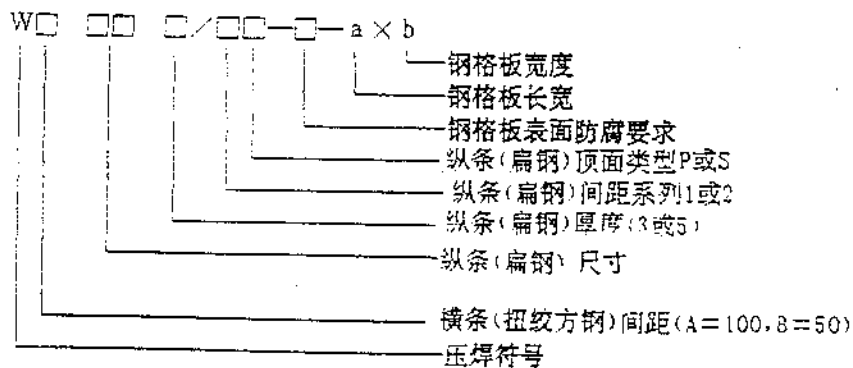 W□ □□ □/□□-□-a×b
钢格板宽度
钢格板长宽
钢格板表面防腐要求
纵条(扁钢)顶面类型P或S
纵条(扁钢)间距系列1或2
纵条(扁钢)厚度(3或5)
纵条(扁钢)尺寸
横条(扭绞方钢)间距(A=100,B=50)
压焊符号